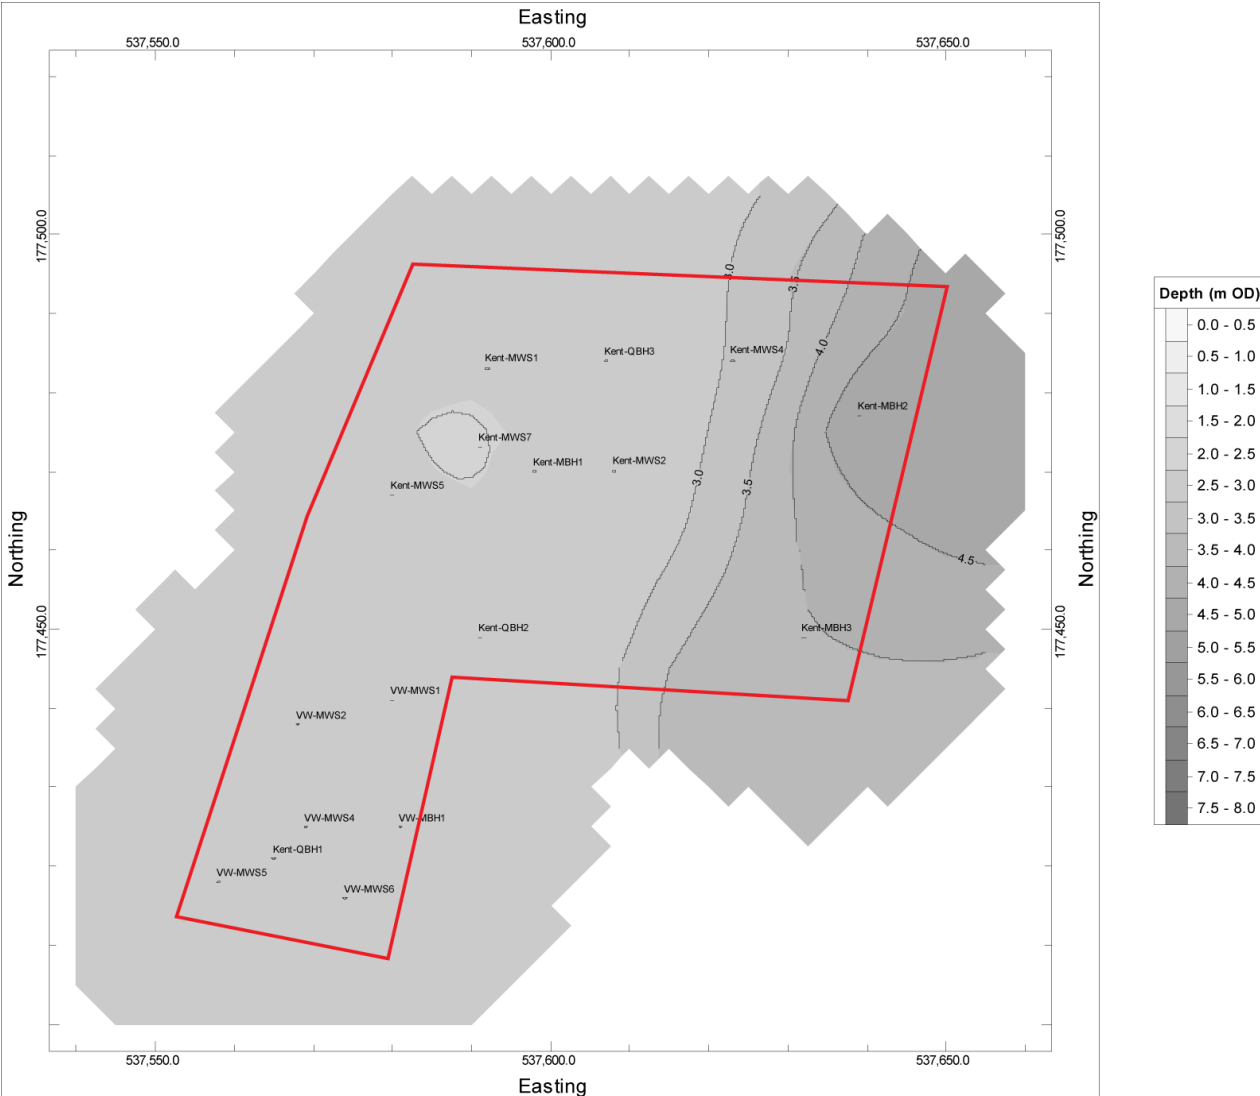 Easting
537,550.0 537,600.0 537,650.0
177,500.0 177,500.0
3.0
3.5
Kent-MWS1 Kent-QBH3 Kent-MWS4
4.0
Kent-MBH2
Kent-MWS7
Kent-MBH1 Kent-MWS2
3.0
3.5
Kent-MWS5
Northing Northing
4.5
177,450.0 177,450.0
Kent-QBH2 Kent-MBH3
VW-MWS1
VW-MWS2
VW-MWS4 VW-MBH1
Kent-QBH1
VW-MWS5
VW-MWS6
537,550.0 537,600.0 537,650.0
Easting
Depth (m OD)
0.0 - 0.5
0.5 - 1.0
1.0 - 1.5
1.5 - 2.0
2.0 - 2.5
2.5 - 3.0
3.0 - 3.5
3.5 - 4.0
4.0 - 4.5
4.5 - 5.0
5.0 - 5.5
5.5 - 6.0
6.0 - 6.5
6.5 - 7.0
7.0 - 7.5
7.5 - 8.0